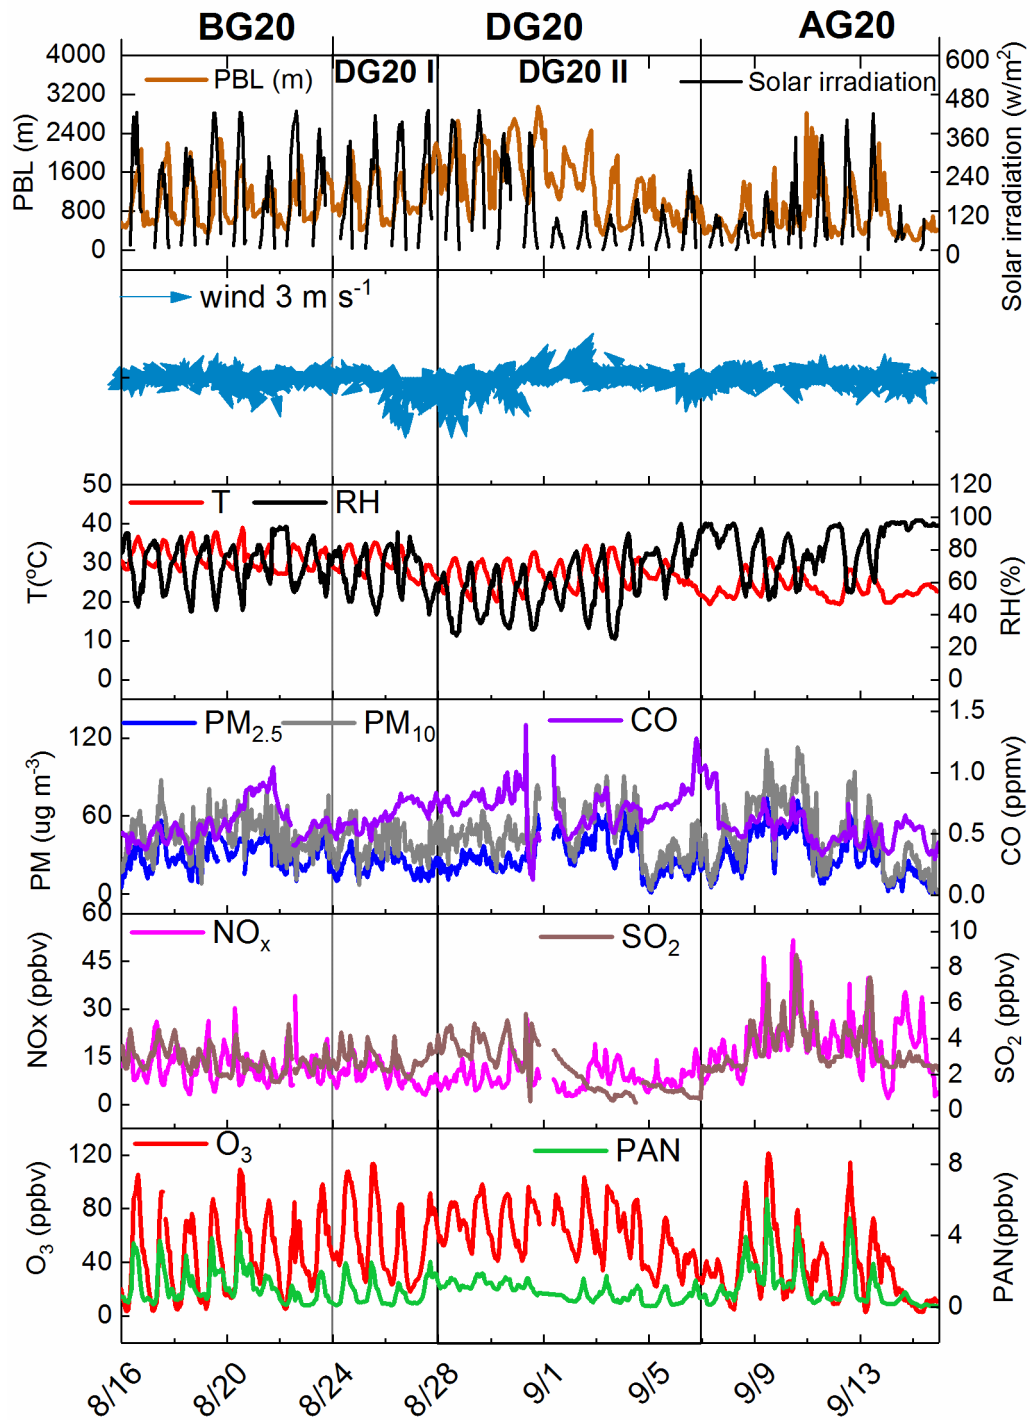 BG20 DG20 AG20
4000 600
DG20 I DG20 II
PBL (m) Solar irradiation
3200 480
2400 360
1600 240
800 120
0 0
PBL (m)
Solar irradiation (w/m²)
wind 3 m s⁻¹
50 120
T RH
40 100
30 80
20 60
10 40
0 20
0
T(°C)
RH(%)
PM₂.₅ PM₁₀ CO
120 1.5
60 1.0
0 0.5
0.0
PM (ug m⁻³)
CO (ppmv)
60 10
NOₓ SO₂
45 8
30 6
15 4
0 2
0
NOx (ppbv)
SO₂ (ppbv)
O₃ PAN
120 8
80 4
40 0
0
O₃ (ppbv)
PAN(ppbv)
8/16 8/20 8/24 8/28 9/1 9/5 9/9 9/13